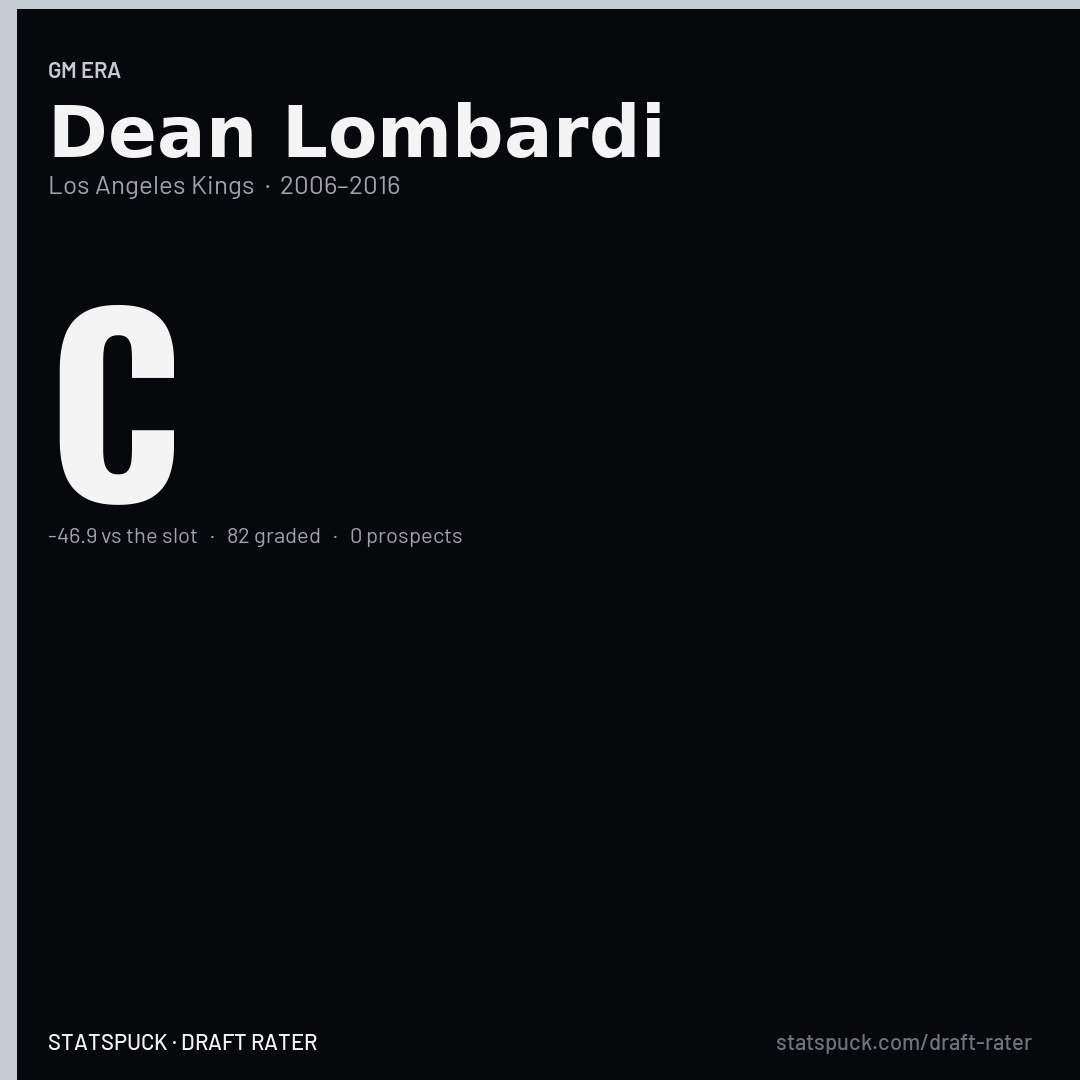 GM ERA
Dean Lombardi
Los Angeles Kings · 2006–2016
C
-46.9 vs the slot · 82 graded · 0 prospects
STATSPUCK · DRAFT RATER
statspuck.com/draft-rater